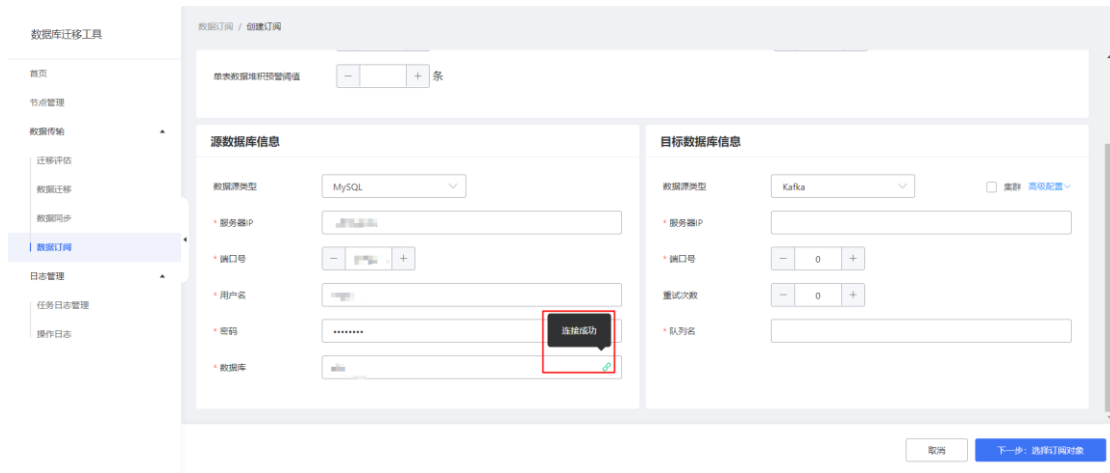 数据库迁移工具
首页
节点管理
数据传输
迁移评估
数据迁移
数据同步
数据订阅
日志管理
任务日志管理
操作日志
数据订阅 / 创建订阅
单表数据堆积预警阈值 − + 条
源数据库信息
数据源类型 MySQL
* 服务器IP
* 端口号 − +
* 用户名
* 密码 ••••••••
连接成功
* 数据库
目标数据库信息
数据源类型 Kafka 集群 高级配置
* 服务器IP
* 端口号 − 0 +
重试次数 − 0 +
* 队列名
取消 下一步：选择订阅对象